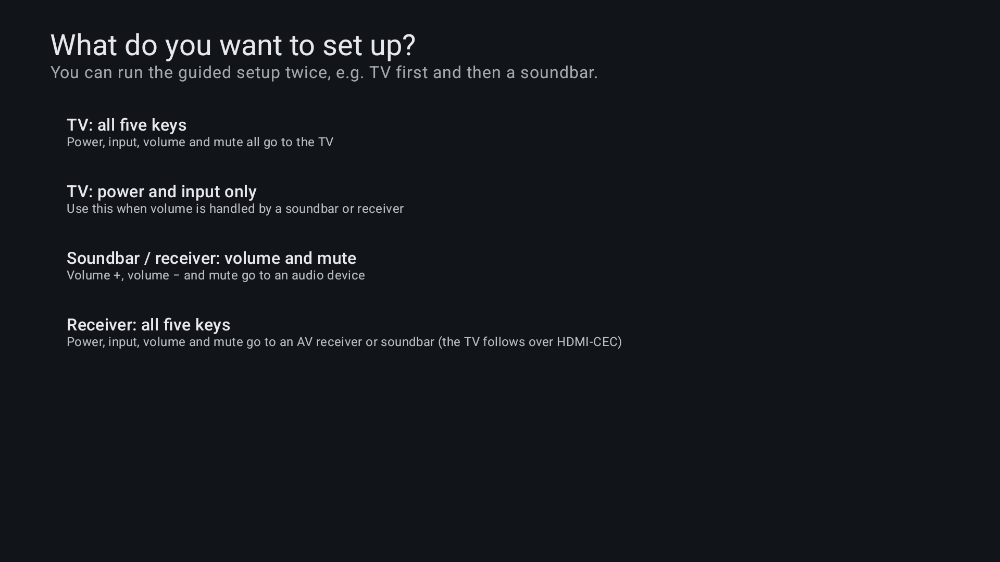 What do you want to set up?
You can run the guided setup twice, e.g. TV first and then a soundbar.
TV: all five keys
Power, input, volume and mute all go to the TV
TV: power and input only
Use this when volume is handled by a soundbar or receiver
Soundbar / receiver: volume and mute
Volume +, volume − and mute go to an audio device
Receiver: all five keys
Power, input, volume and mute go to an AV receiver or soundbar (the TV follows over HDMI-CEC)